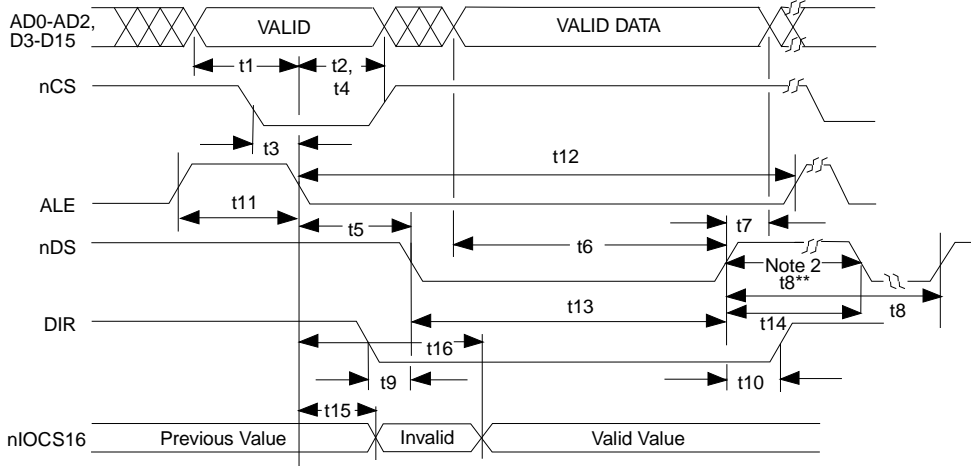 AD0-AD2,
D3-D15
VALID
VALID DATA
t1
t2,
t4
nCS
t3
t12
ALE
t11
t5
t7
nDS
t6
Note 2
t8**
t8
t13
t14
DIR
t16
t9
t10
t15
nIOCS16
Previous Value
Invalid
Valid Value